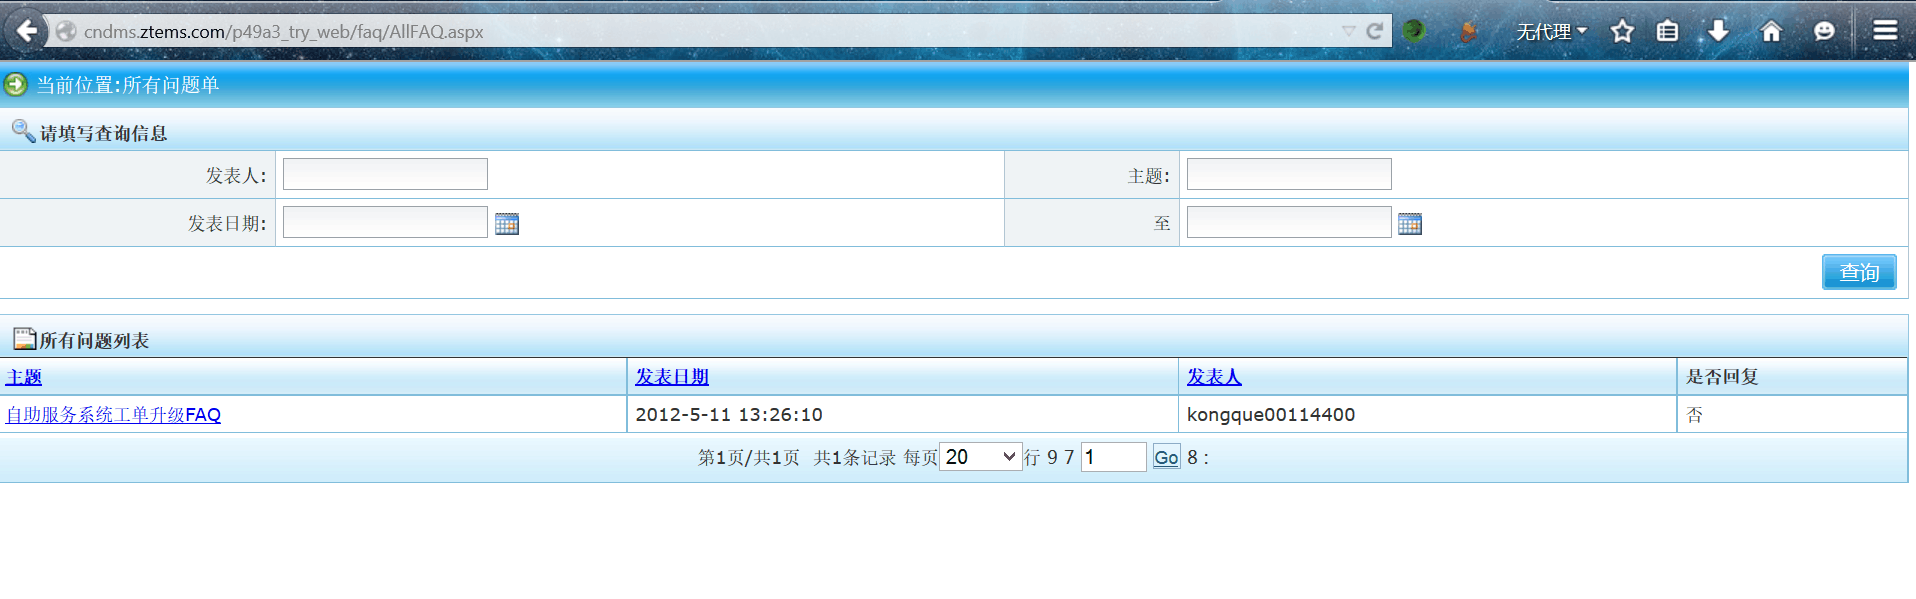 cndms.ztems.com/p49a3_try_web/faq/AllFAQ.aspx 无代理
当前位置:所有问题单
请填写查询信息
发表人: 主题:
发表日期: 至
查询
所有问题列表
主题 发表日期 发表人 是否回复
自助服务系统工单升级FAQ 2012-5-11 13:26:10 kongque00114400 否
第1页/共1页 共1条记录 每页 20 行 9 7 1 Go 8 :